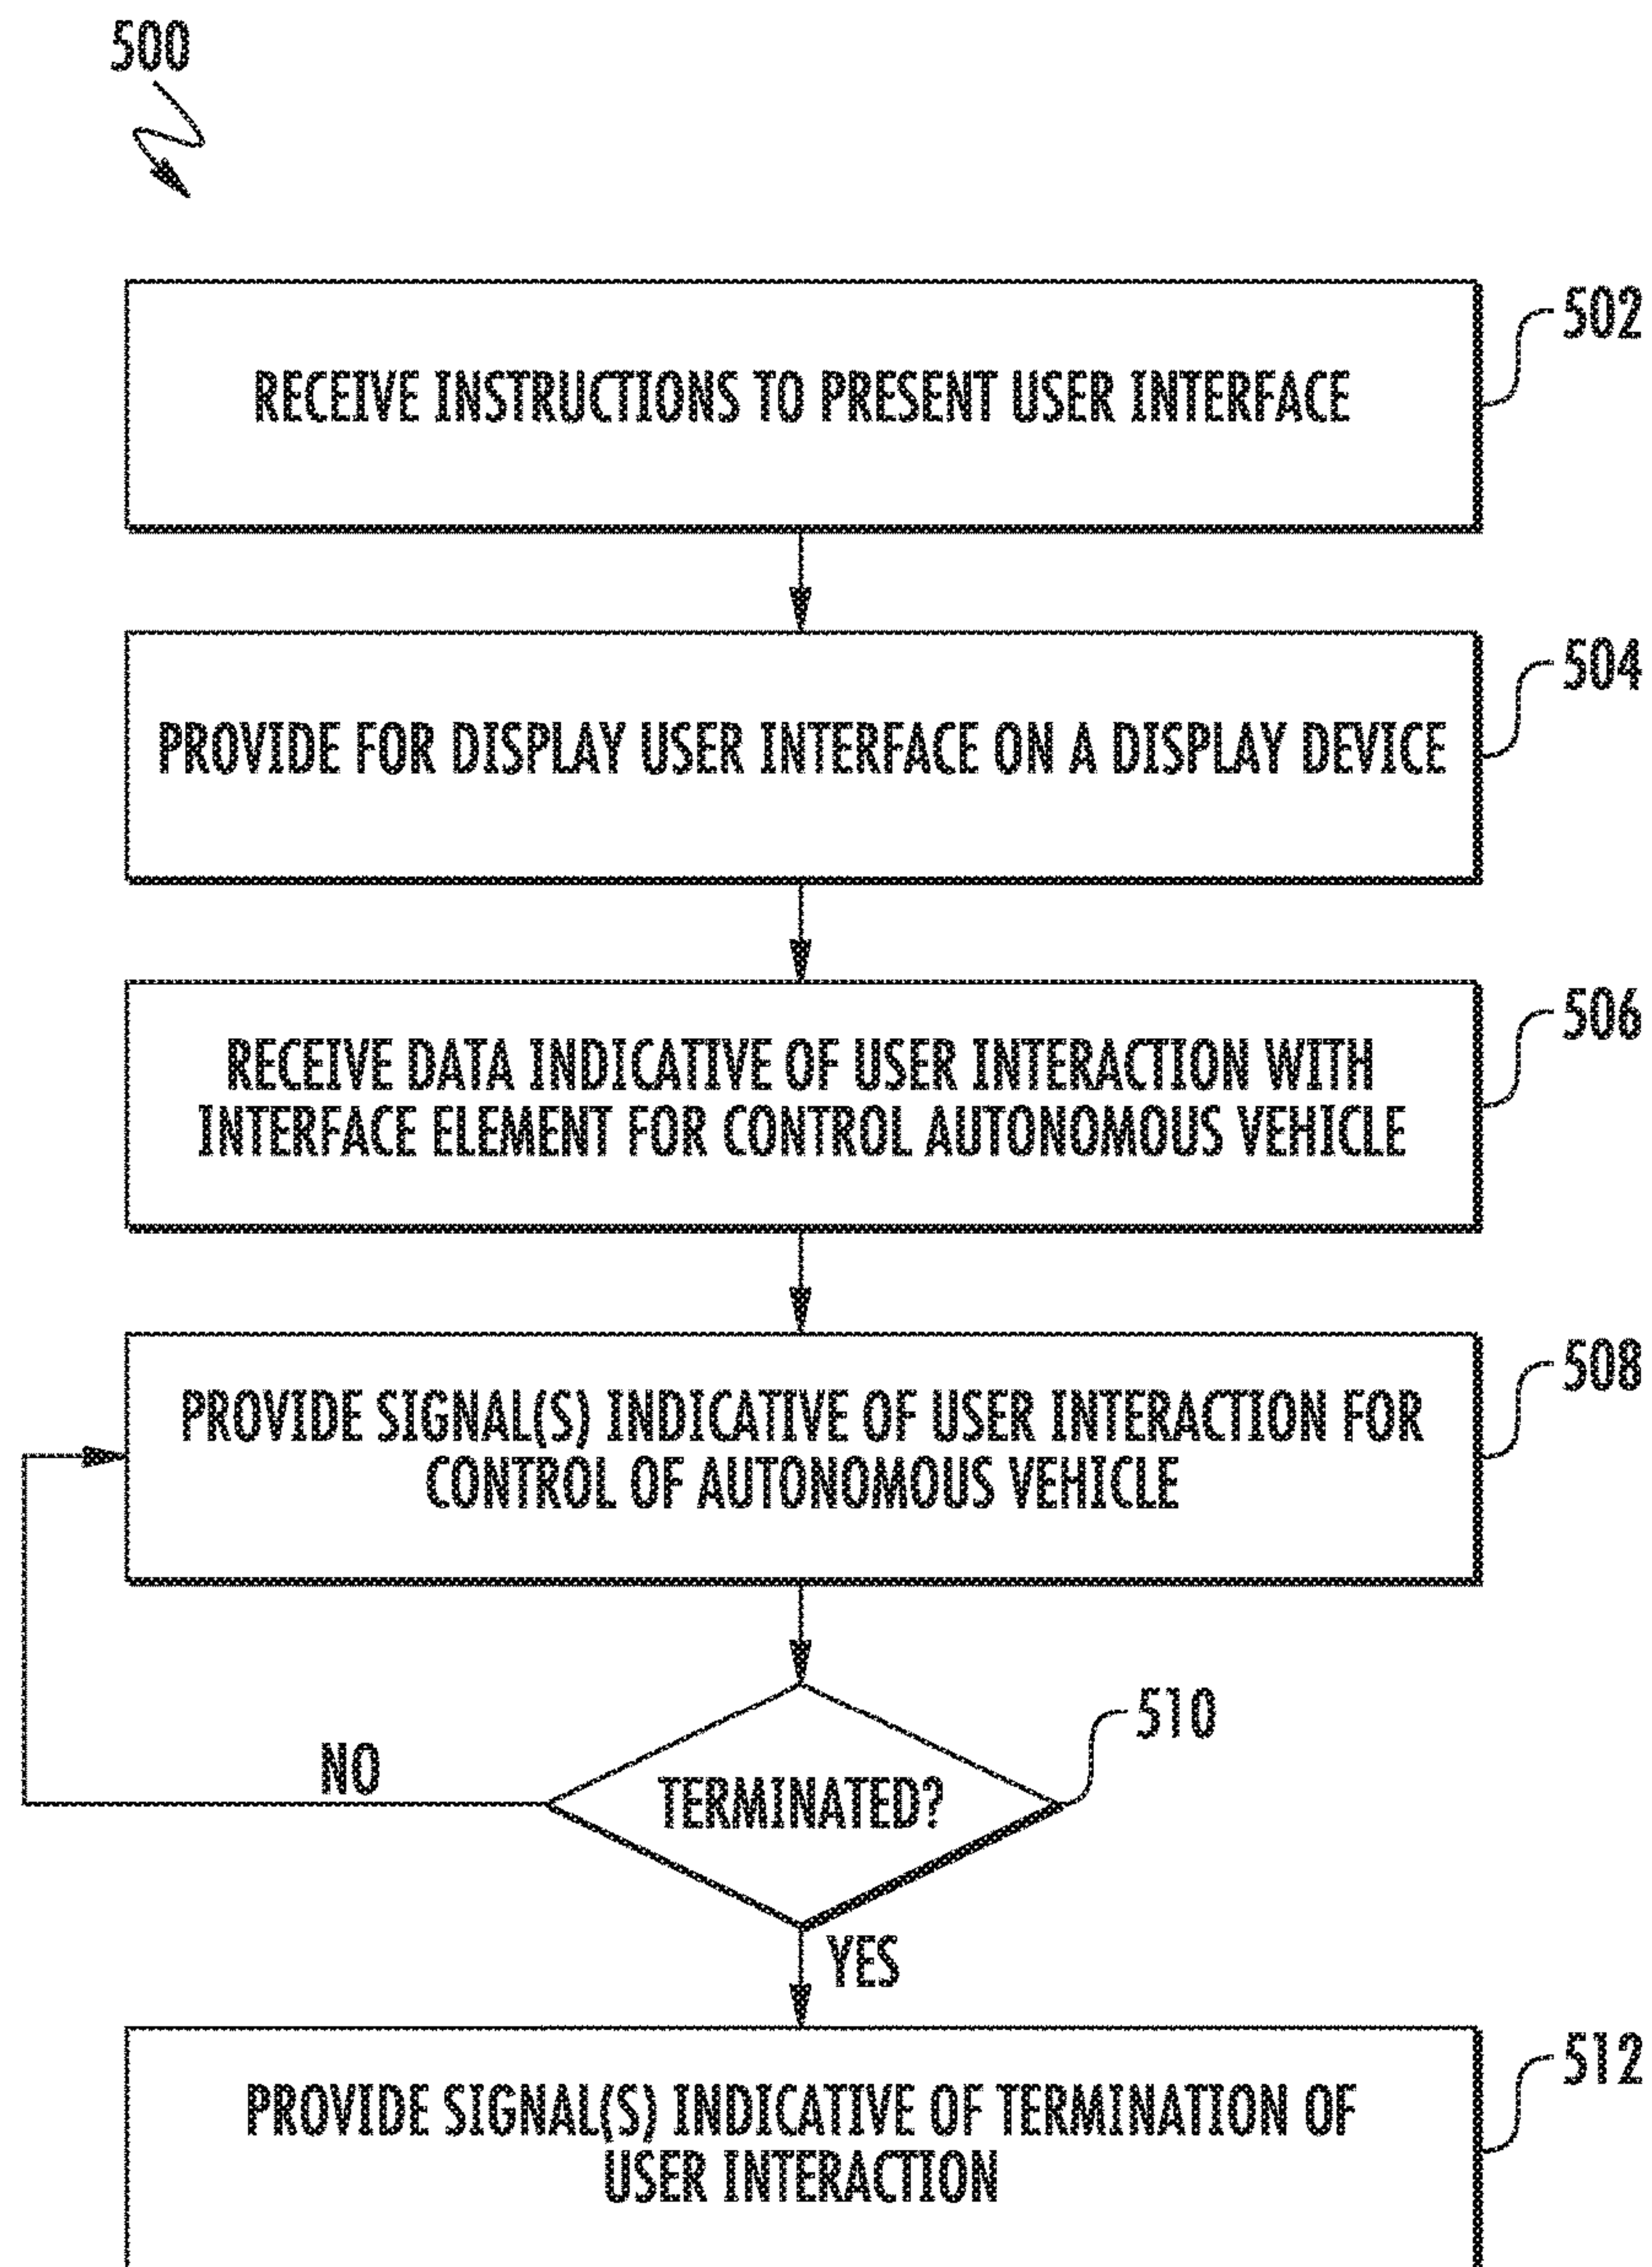 500
RECEIVE INSTRUCTIONS TO PRESENT USER INTERFACE
502
PROVIDE FOR DISPLAY USER INTERFACE ON A DISPLAY DEVICE
504
RECEIVE DATA INDICATIVE OF USER INTERACTION WITH
INTERFACE ELEMENT FOR CONTROL AUTONOMOUS VEHICLE
506
PROVIDE SIGNAL(S) INDICATIVE OF USER INTERACTION FOR
CONTROL OF AUTONOMOUS VEHICLE
508
TERMINATED?
510
NO
YES
PROVIDE SIGNAL(S) INDICATIVE OF TERMINATION OF
USER INTERACTION
512